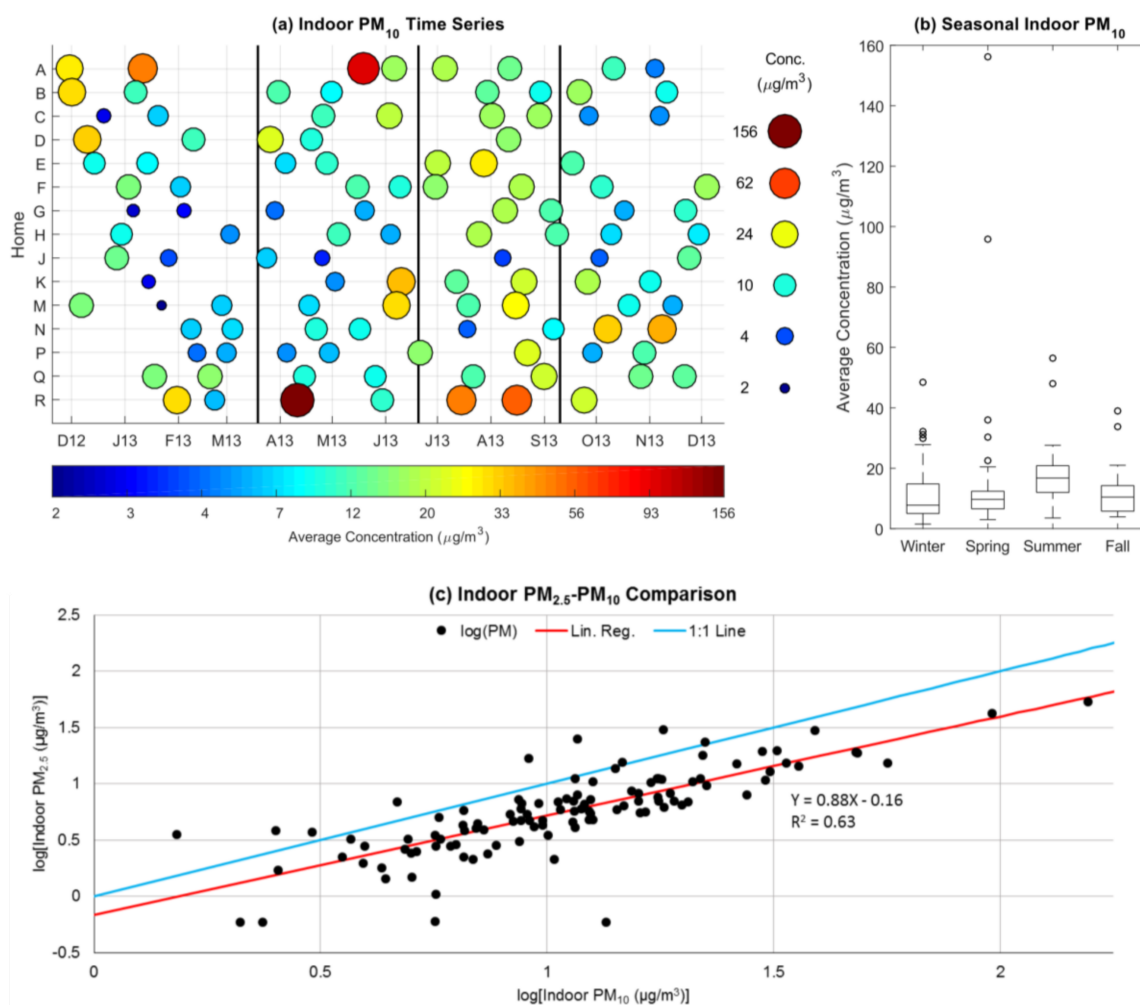 (a) Indoor PM10 Time Series
A
B
C
D
E
F
G
H
J
K
M
N
P
Q
R
Home
D12 J13 F13 M13 A13 M13 J13 J13 A13 S13 O13 N13 D13
Conc.
(μg/m³)
156
62
24
10
4
2
2 3 4 7 12 20 33 56 93 156
Average Concentration (μg/m³)
(b) Seasonal Indoor PM10
160
140
120
100
80
60
40
20
0
Average Concentration (μg/m³)
Winter Spring Summer Fall
(c) Indoor PM2.5-PM10 Comparison
log(PM) Lin. Reg. 1:1 Line
2.5
2
1.5
1
0.5
0
-0.5
log[Indoor PM2.5 (μg/m³)]
Y = 0.88X - 0.16
R² = 0.63
0 0.5 1 1.5 2
log[Indoor PM10 (μg/m³)]